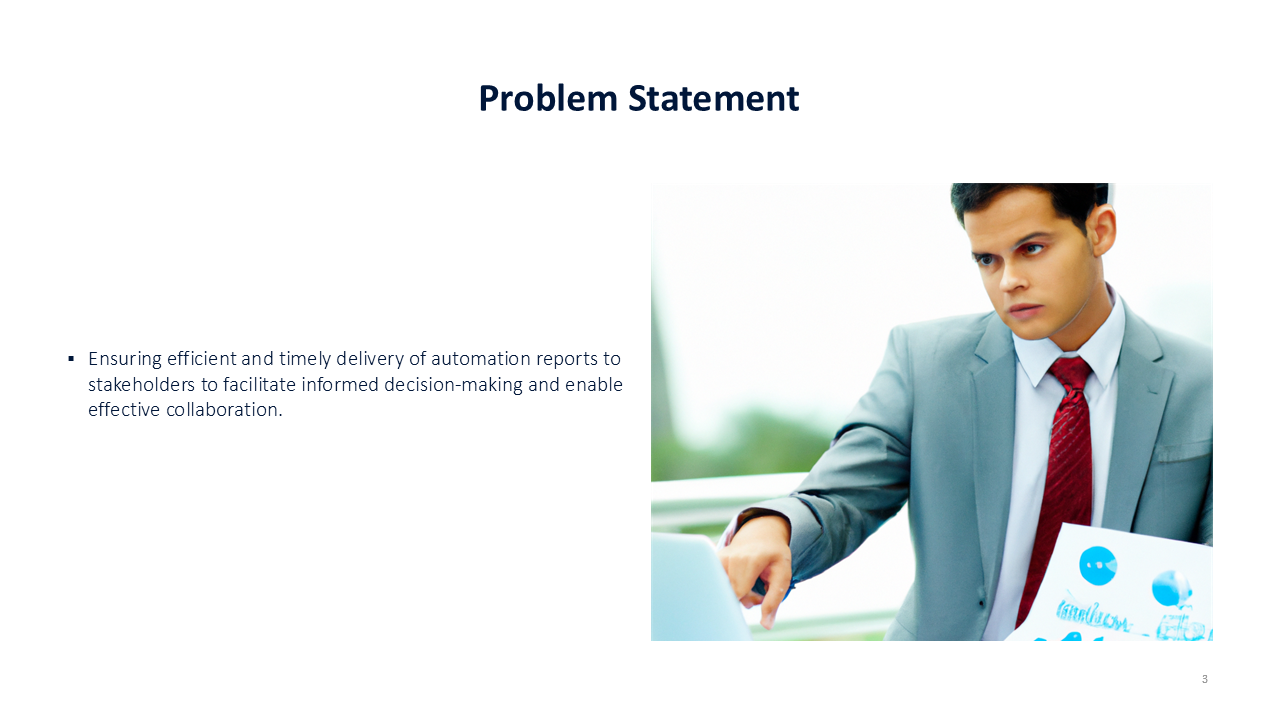 Problem Statement
▪ Ensuring efficient and timely delivery of automation reports to
stakeholders to facilitate informed decision-making and enable
effective collaboration.
3